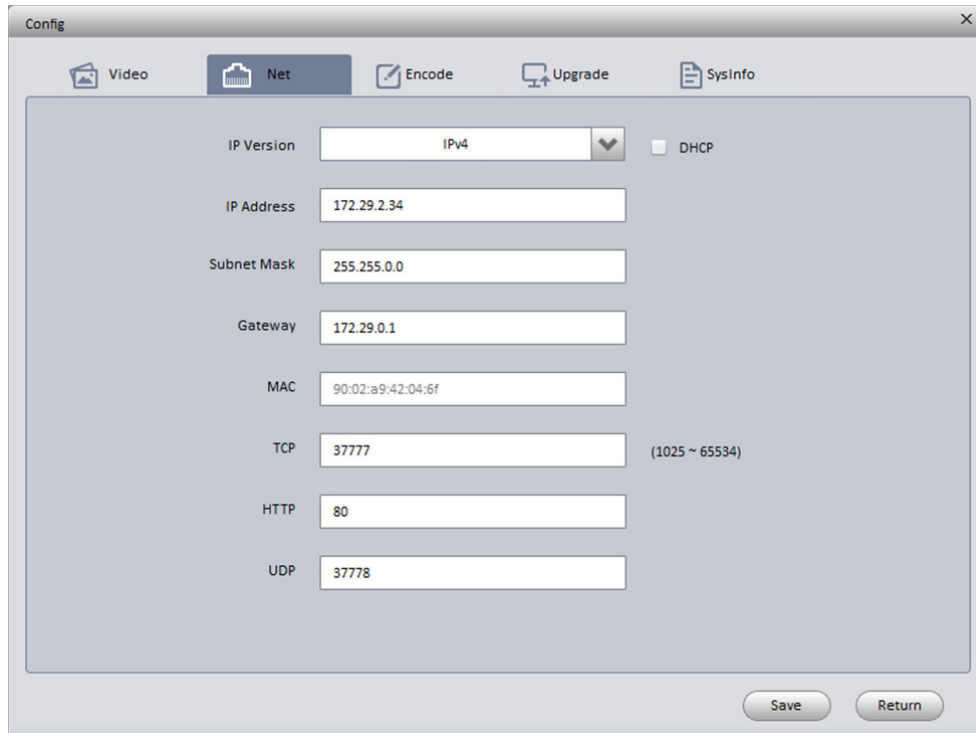 Config
Video Net Encode Upgrade SysInfo
IP Version IPv4 DHCP
IP Address 172.29.2.34
Subnet Mask 255.255.0.0
Gateway 172.29.0.1
MAC 90:02:a9:42:04:6f
TCP 37777 (1025 ~ 65534)
HTTP 80
UDP 37778
Save Return